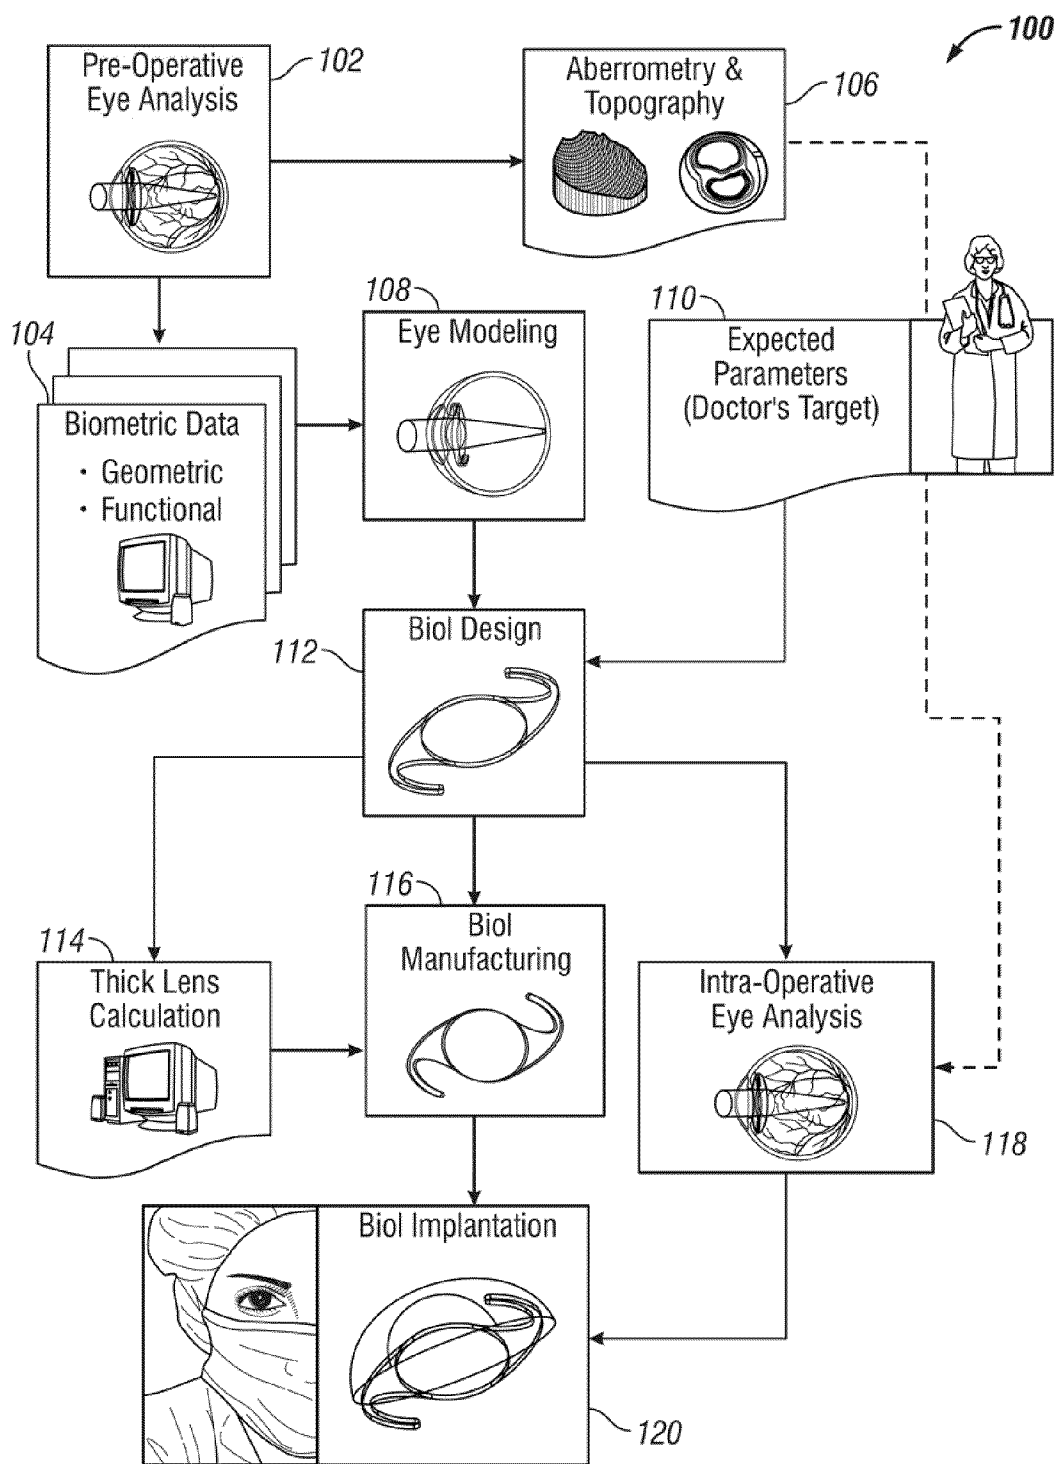 100
Pre-Operative
Eye Analysis
102
Aberrometry &
Topography
106
104
Biometric Data
· Geometric
· Functional
108
Eye Modeling
110
Expected
Parameters
(Doctor's Target)
112
Biol Design
114
Thick Lens
Calculation
116
Biol
Manufacturing
Intra-Operative
Eye Analysis
118
Biol Implantation
120